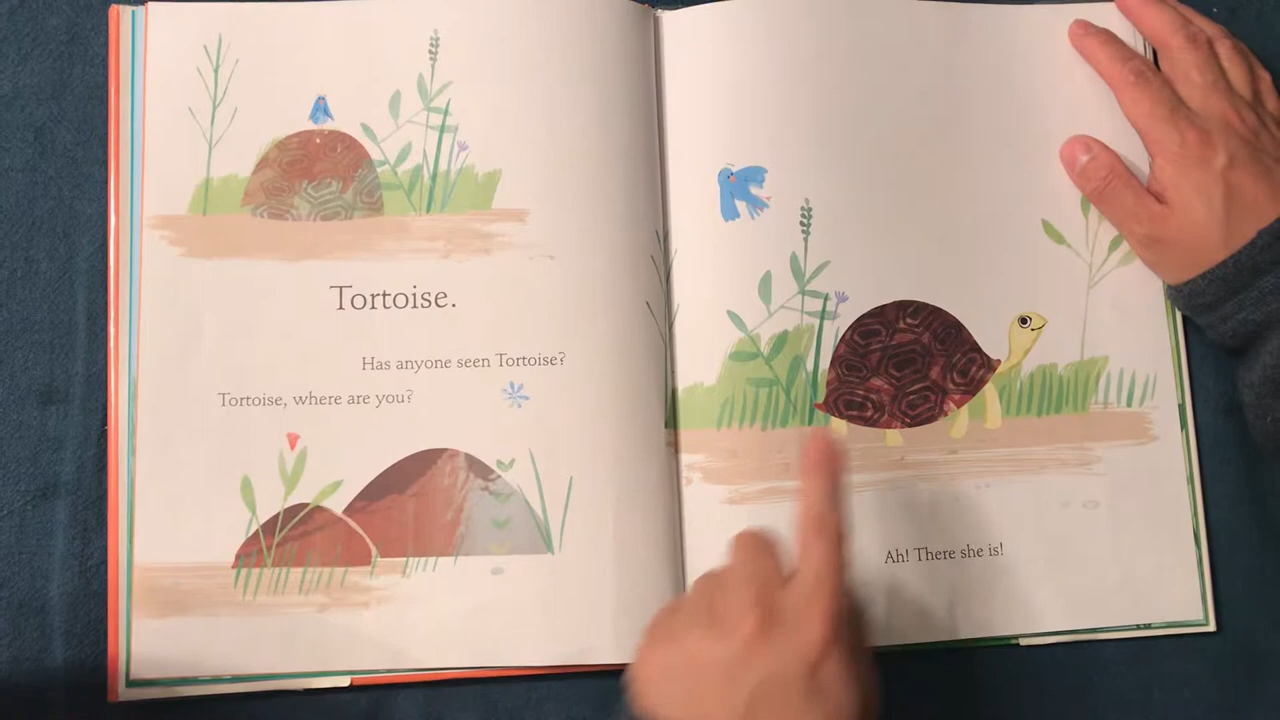 Tortoise.
Has anyone seen Tortoise?
Tortoise, where are you?
Ah! There she is!